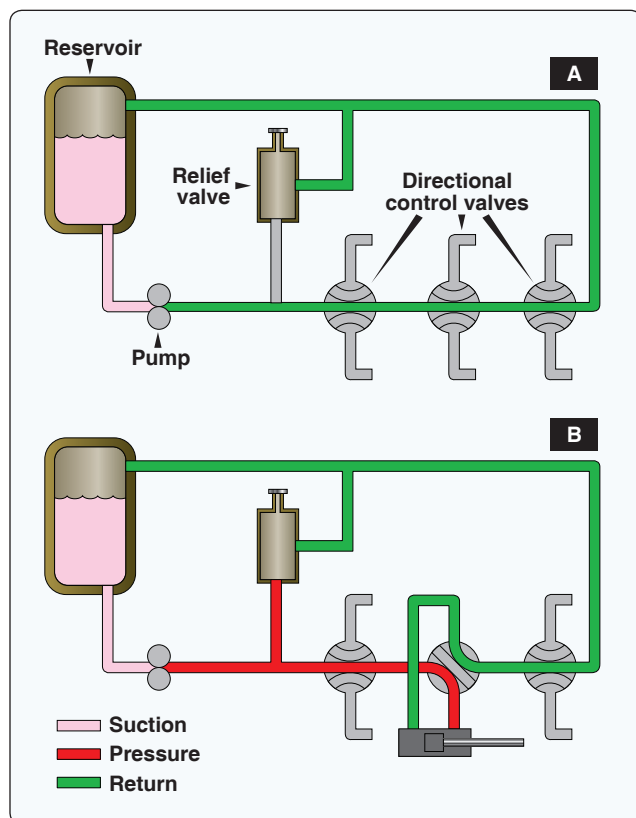 Reservoir
A
Relief
valve
Directional
control valves
Pump
B
Suction
Pressure
Return